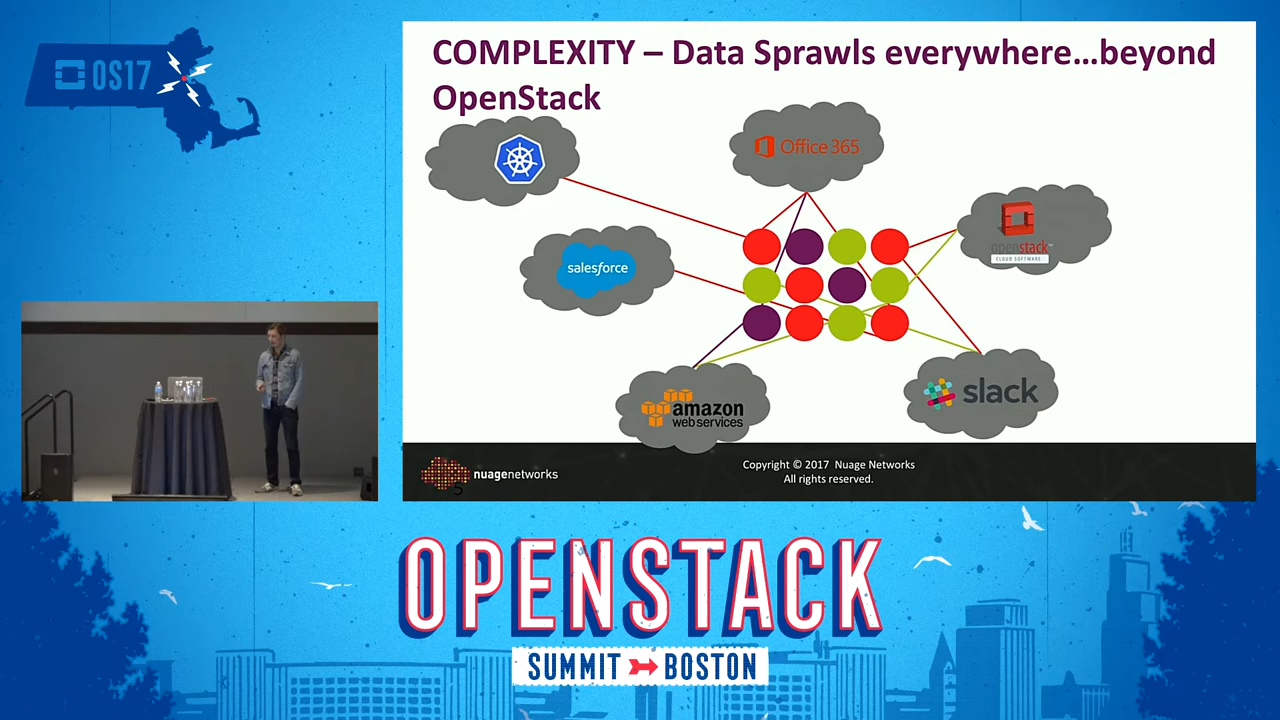 OS17
COMPLEXITY – Data Sprawls everywhere...beyond
OpenStack
Office 365
openstack
CLOUD SOFTWARE
salesforce
amazon
web services
slack
nuagenetworks
5
Copyright © 2017 Nuage Networks
All rights reserved.
OPENSTACK
SUMMIT BOSTON